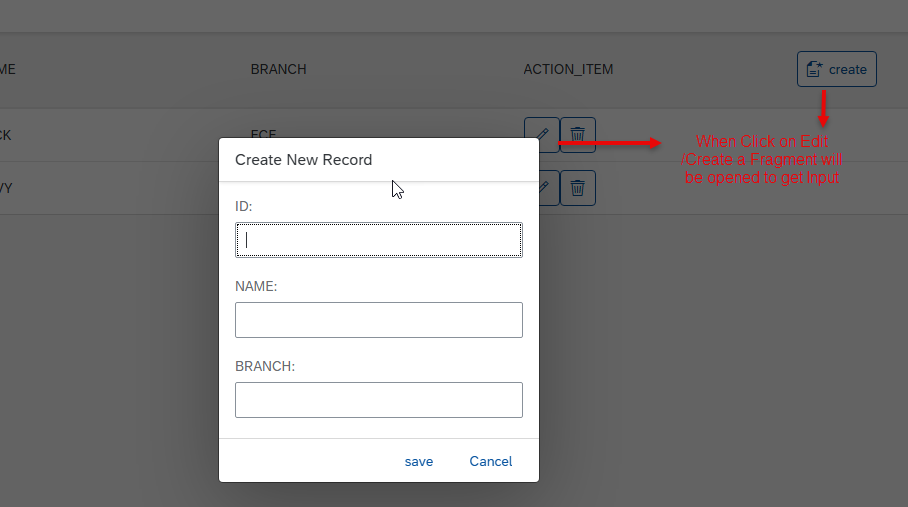 ME
BRANCH
ACTION_ITEM
create
CK
ECE
When Click on Edit
/Create a Fragment will
be opened to get Input
VY
Create New Record
ID:
NAME:
BRANCH:
save
Cancel